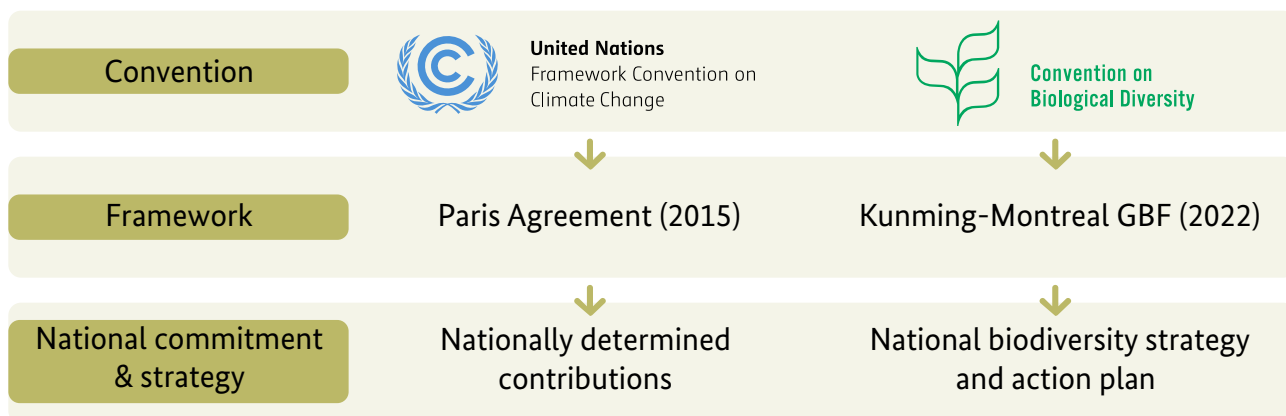 Convention
United Nations
Framework Convention on
Climate Change
Convention on
Biological Diversity
Framework
Paris Agreement (2015)
Kunming-Montreal GBF (2022)
National commitment
& strategy
Nationally determined
contributions
National biodiversity strategy
and action plan